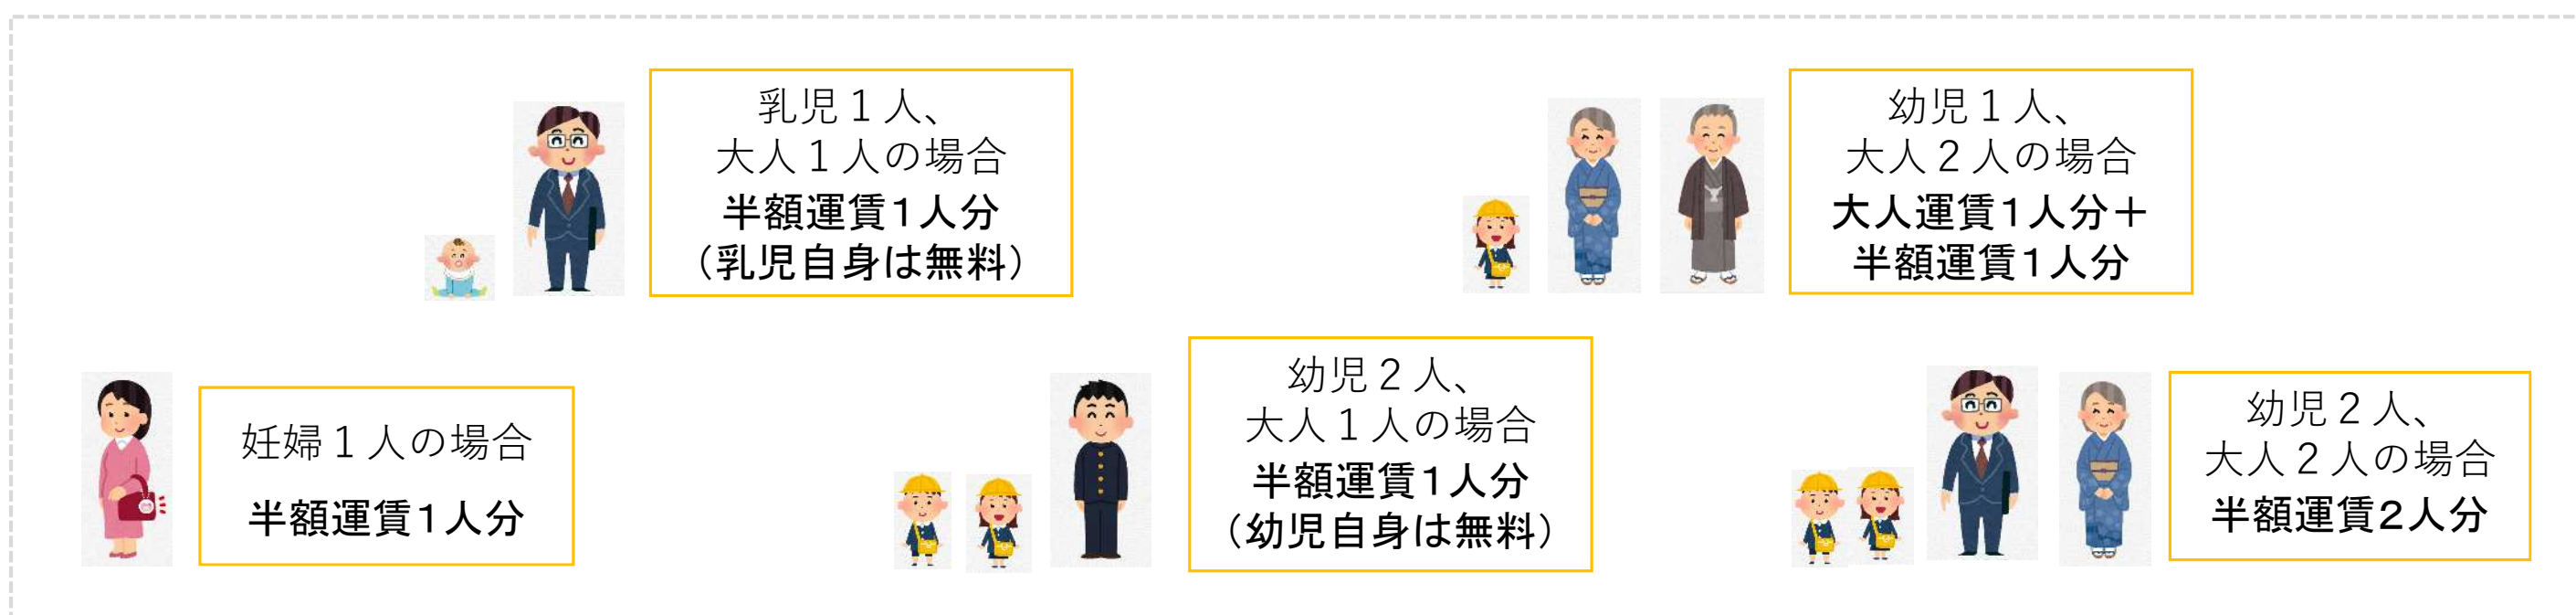 乳児１人、
大人１人の場合
半額運賃１人分
（乳児自身は無料）
幼児１人、
大人２人の場合
大人運賃１人分＋
半額運賃１人分
妊婦１人の場合
半額運賃１人分
幼児２人、
大人１人の場合
半額運賃１人分
（幼児自身は無料）
幼児２人、
大人２人の場合
半額運賃２人分